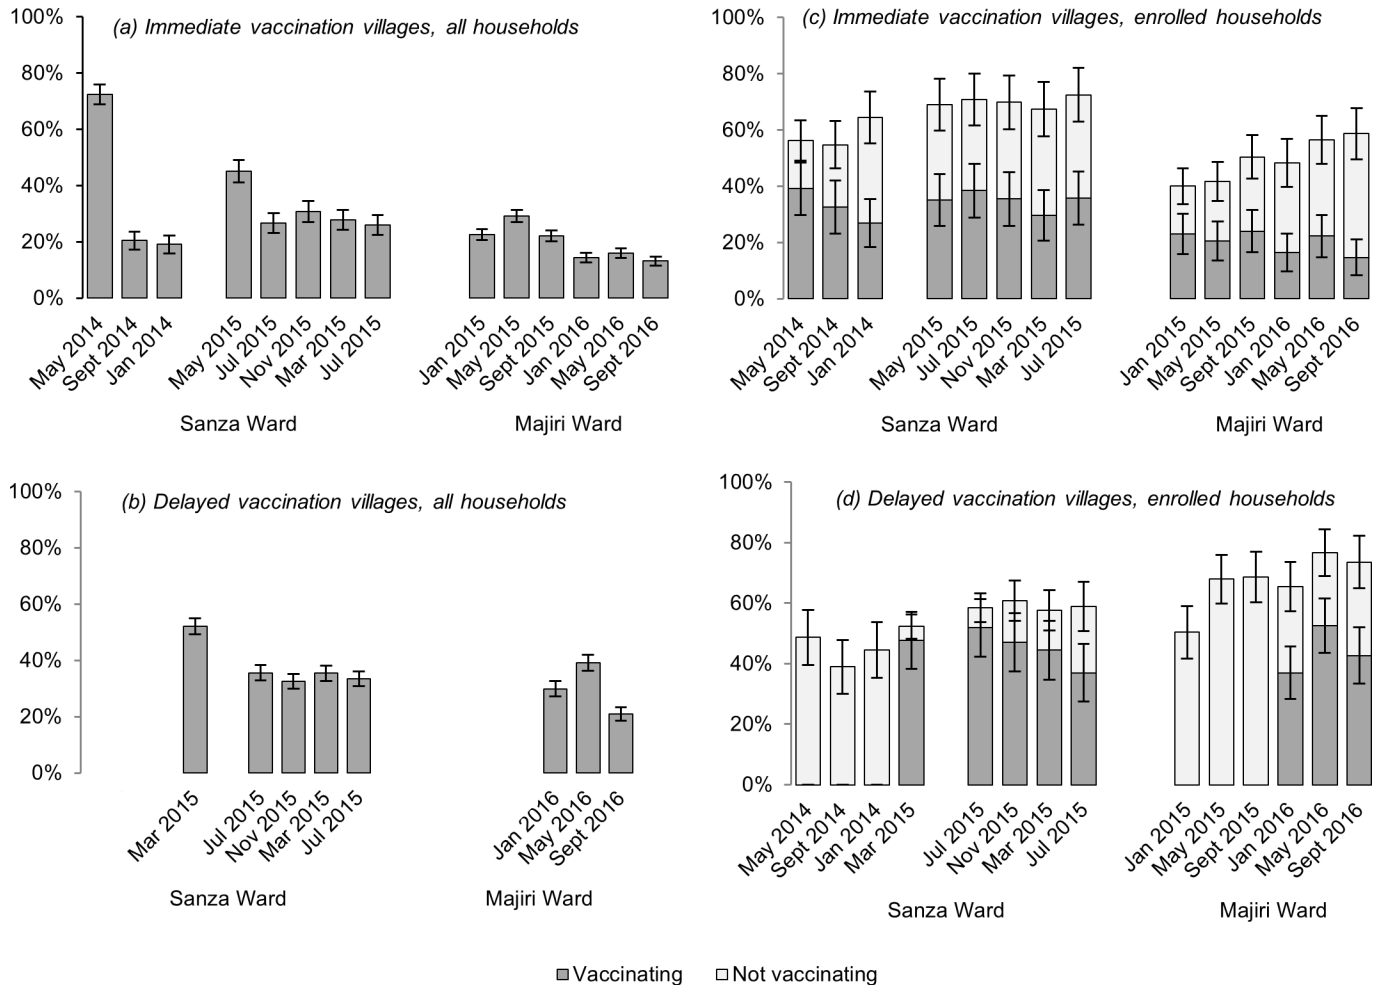 (a) Immediate vaccination villages, all households
100%
80%
60%
40%
20%
0%
May 2014
Sept 2014
Jan 2014
May 2015
Jul 2015
Nov 2015
Mar 2015
Jul 2015
Jan 2015
May 2015
Sept 2015
Jan 2016
May 2016
Sept 2016
Sanza Ward
Majiri Ward
(c) Immediate vaccination villages, enrolled households
100%
80%
60%
40%
20%
0%
May 2014
Sept 2014
Jan 2014
May 2015
Jul 2015
Nov 2015
Mar 2015
Jul 2015
Jan 2015
May 2015
Sept 2015
Jan 2016
May 2016
Sept 2016
Sanza Ward
Majiri Ward
(b) Delayed vaccination villages, all households
100%
80%
60%
40%
20%
0%
Mar 2015
Jul 2015
Nov 2015
Mar 2015
Jul 2015
Jan 2016
May 2016
Sept 2016
Sanza Ward
Majiri Ward
(d) Delayed vaccination villages, enrolled households
100%
80%
60%
40%
20%
0%
May 2014
Sept 2014
Jan 2014
Mar 2015
Jul 2015
Nov 2015
Mar 2015
Jul 2015
Jan 2015
May 2015
Sept 2015
Jan 2016
May 2016
Sept 2016
Sanza Ward
Majiri Ward
Vaccinating
Not vaccinating